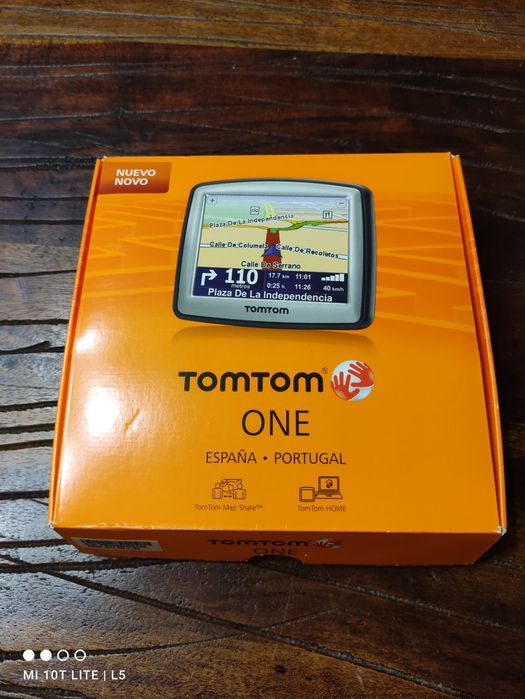 NUEVO
NOVO
Plaza De La Independencia
Calle De Columela
Calle De Recoletos
Calle De Serrano
110
metros
17.7 km 11:01
0:25 h 11:26 40 km/h
Plaza De La Independencia
TOMTOM
TOMTOM®
ONE
ESPAÑA • PORTUGAL
TomTom Map Share™
TomTom HOME
TOMTOM
ONE
MI 10T LITE | L5